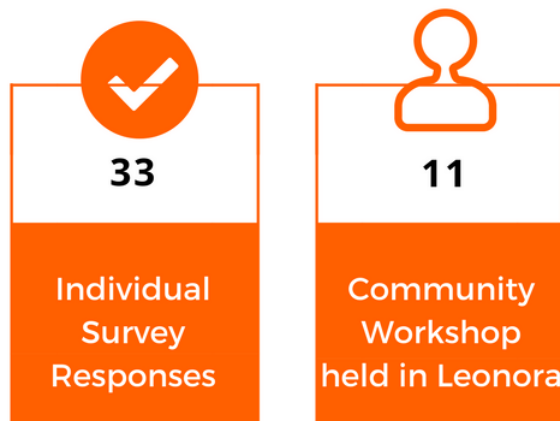 33
Individual
Survey
Responses
11
Community
Workshop
held in Leonora